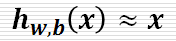 h_{w,b}(x) ≈ x